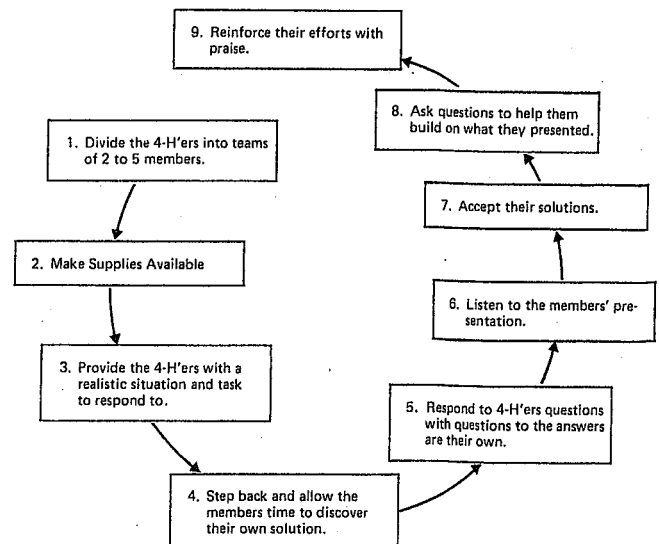 9. Reinforce their efforts with
praise.
8. Ask questions to help them
build on what they presented.
1. Divide the 4-H'ers into teams
of 2 to 5 members.
7. Accept their solutions.
2. Make Supplies Available
6. Listen to the members' pre-
sentation.
3. Provide the 4-H'ers with a
realistic situation and task
to respond to.
5. Respond to 4-H'ers questions
with questions to the answers
are their own.
4. Step back and allow the
members time to discover
their own solution.